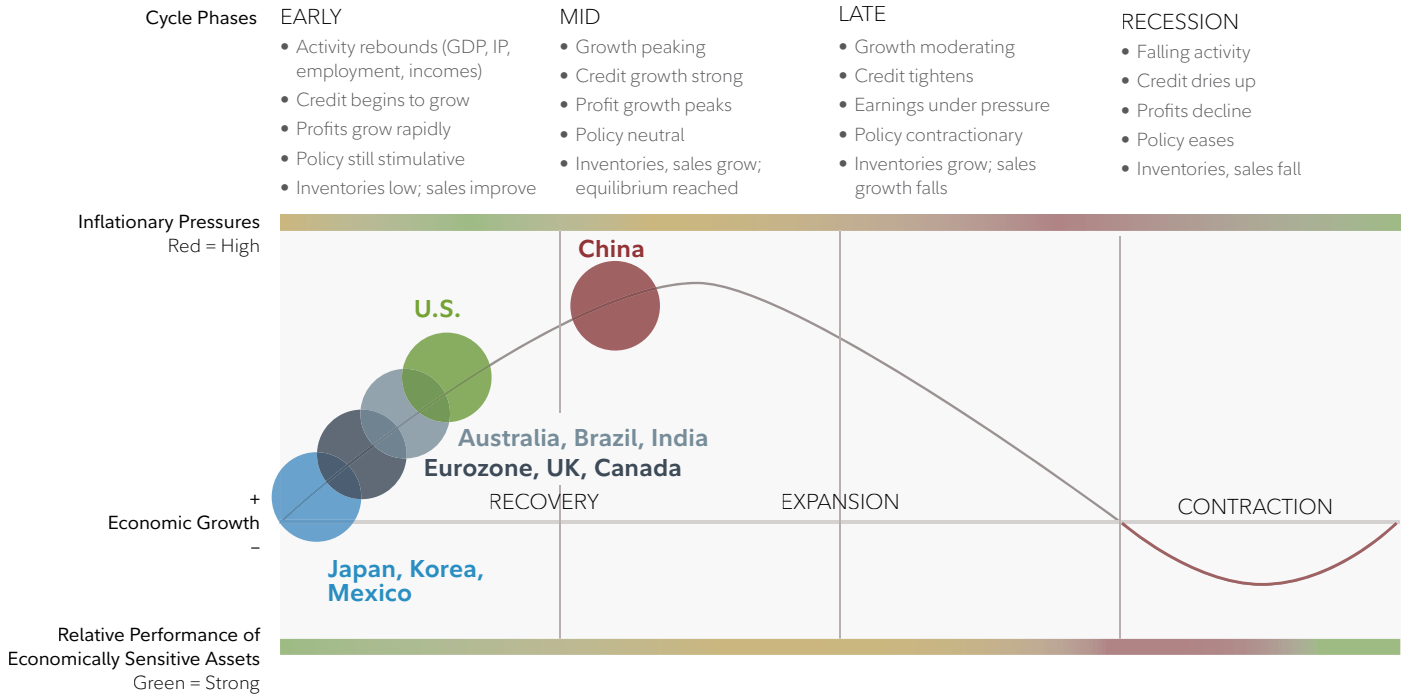 Cycle Phases
EARLY
• Activity rebounds (GDP, IP,
employment, incomes)
• Credit begins to grow
• Profits grow rapidly
• Policy still stimulative
• Inventories low; sales improve
MID
• Growth peaking
• Credit growth strong
• Profit growth peaks
• Policy neutral
• Inventories, sales grow;
equilibrium reached
LATE
• Growth moderating
• Credit tightens
• Earnings under pressure
• Policy contractionary
• Inventories grow; sales
growth falls
RECESSION
• Falling activity
• Credit dries up
• Profits decline
• Policy eases
• Inventories, sales fall
Inflationary Pressures
Red = High
China
U.S.
Australia, Brazil, India
Eurozone, UK, Canada
+
Economic Growth
–
RECOVERY
EXPANSION
CONTRACTION
Japan, Korea,
Mexico
Relative Performance of
Economically Sensitive Assets
Green = Strong